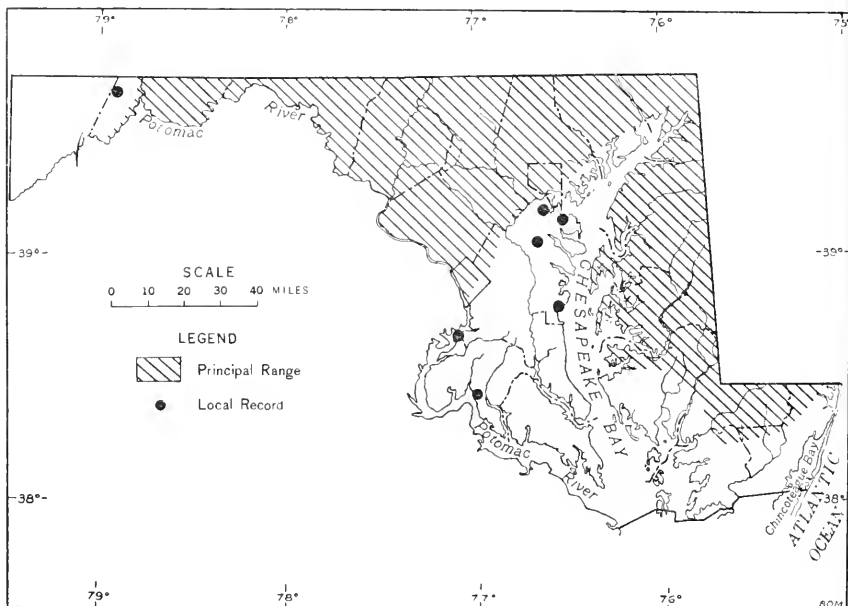 79° 78° 77° 76° 75°
Potomac
River
39° 39°
SCALE
0 10 20 30 40 MILES
CHESAPEAKE BAY
LEGEND
Principal Range
Local Record
Potomac
River
Chincoteague Bay
ATLANTIC
OCEAN
38° 38°
79° 78° 77° 76°